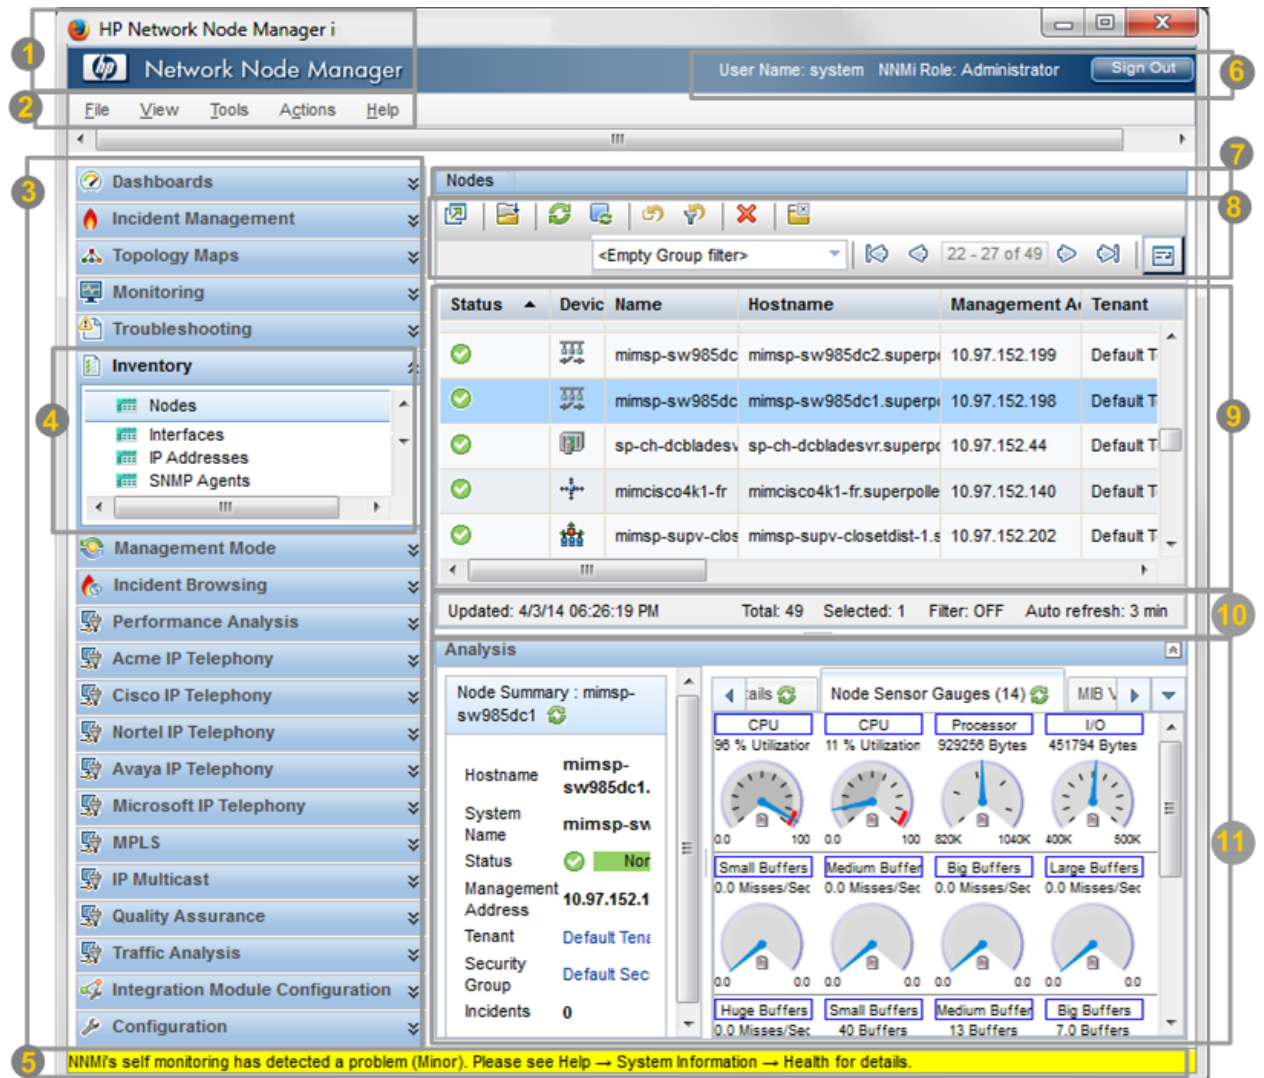 HP Network Node Manager i
1
hp Network Node Manager
User Name: system NNMi Role: Administrator Sign Out
6
2
File View Tools Actions Help
7
3
Dashboards
Incident Management
Topology Maps
Monitoring
Troubleshooting
Inventory
4
Nodes
Interfaces
IP Addresses
SNMP Agents
Management Mode
Incident Browsing
Performance Analysis
Acme IP Telephony
Cisco IP Telephony
Nortel IP Telephony
Avaya IP Telephony
Microsoft IP Telephony
MPLS
IP Multicast
Quality Assurance
Traffic Analysis
Integration Module Configuration
Configuration
Nodes
8
<Empty Group filter> 22 - 27 of 49
Status Devic Name Hostname Management A Tenant
mimsp-sw985dc mimsp-sw985dc2.superp 10.97.152.199 Default T
mimsp-sw985dc mimsp-sw985dc1.superp 10.97.152.198 Default T
9
sp-ch-dcbladesv sp-ch-dcbladesvr.superpo 10.97.152.44 Default T
mimcisco4k1-fr mimcisco4k1-fr.superpolle 10.97.152.140 Default T
mimsp-supv-clos mimsp-supv-closetdist-1.s 10.97.152.202 Default T
Updated: 4/3/14 06:26:19 PM Total: 49 Selected: 1 Filter: OFF Auto refresh: 3 min
10
Analysis
Node Summary : mimsp-
sw985dc1
Hostname mimsp-
sw985dc1.
System
Name mimsp-sw
Status Nor
Management
Address 10.97.152.1
Tenant Default Tena
Security
Group Default Sec
Incidents 0
tails Node Sensor Gauges (14) MIB V
CPU CPU Processor I/O
96 % Utilization 11 % Utilization 929256 Bytes 451794 Bytes
0.0 100 0.0 100 820K 1040K 400K 500K
11
Small Buffers Medium Buffer Big Buffers Large Buffers
0.0 Misses/Sec 0.0 Misses/Sec 0.0 Misses/Sec 0.0 Misses/Sec
0.0 0.0 0.0 0.0 0.0 0.0 0.0 0.0
Huge Buffers Small Buffers Medium Buffer Big Buffers
0.0 Misses/Sec 40 Buffers 13 Buffers 7.0 Buffers
5
NNMi's self monitoring has detected a problem (Minor). Please see Help → System Information → Health for details.